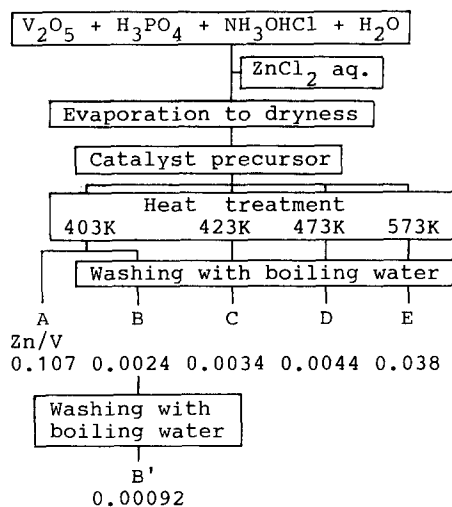 V2O5 + H3PO4 + NH3OHCl + H2O
ZnCl2 aq.
Evaporation to dryness
Catalyst precursor
Heat treatment
403K 423K 473K 573K
Washing with boiling water
A B C D E
Zn/V
0.107 0.0024 0.0034 0.0044 0.038
Washing with
boiling water
B'
0.00092